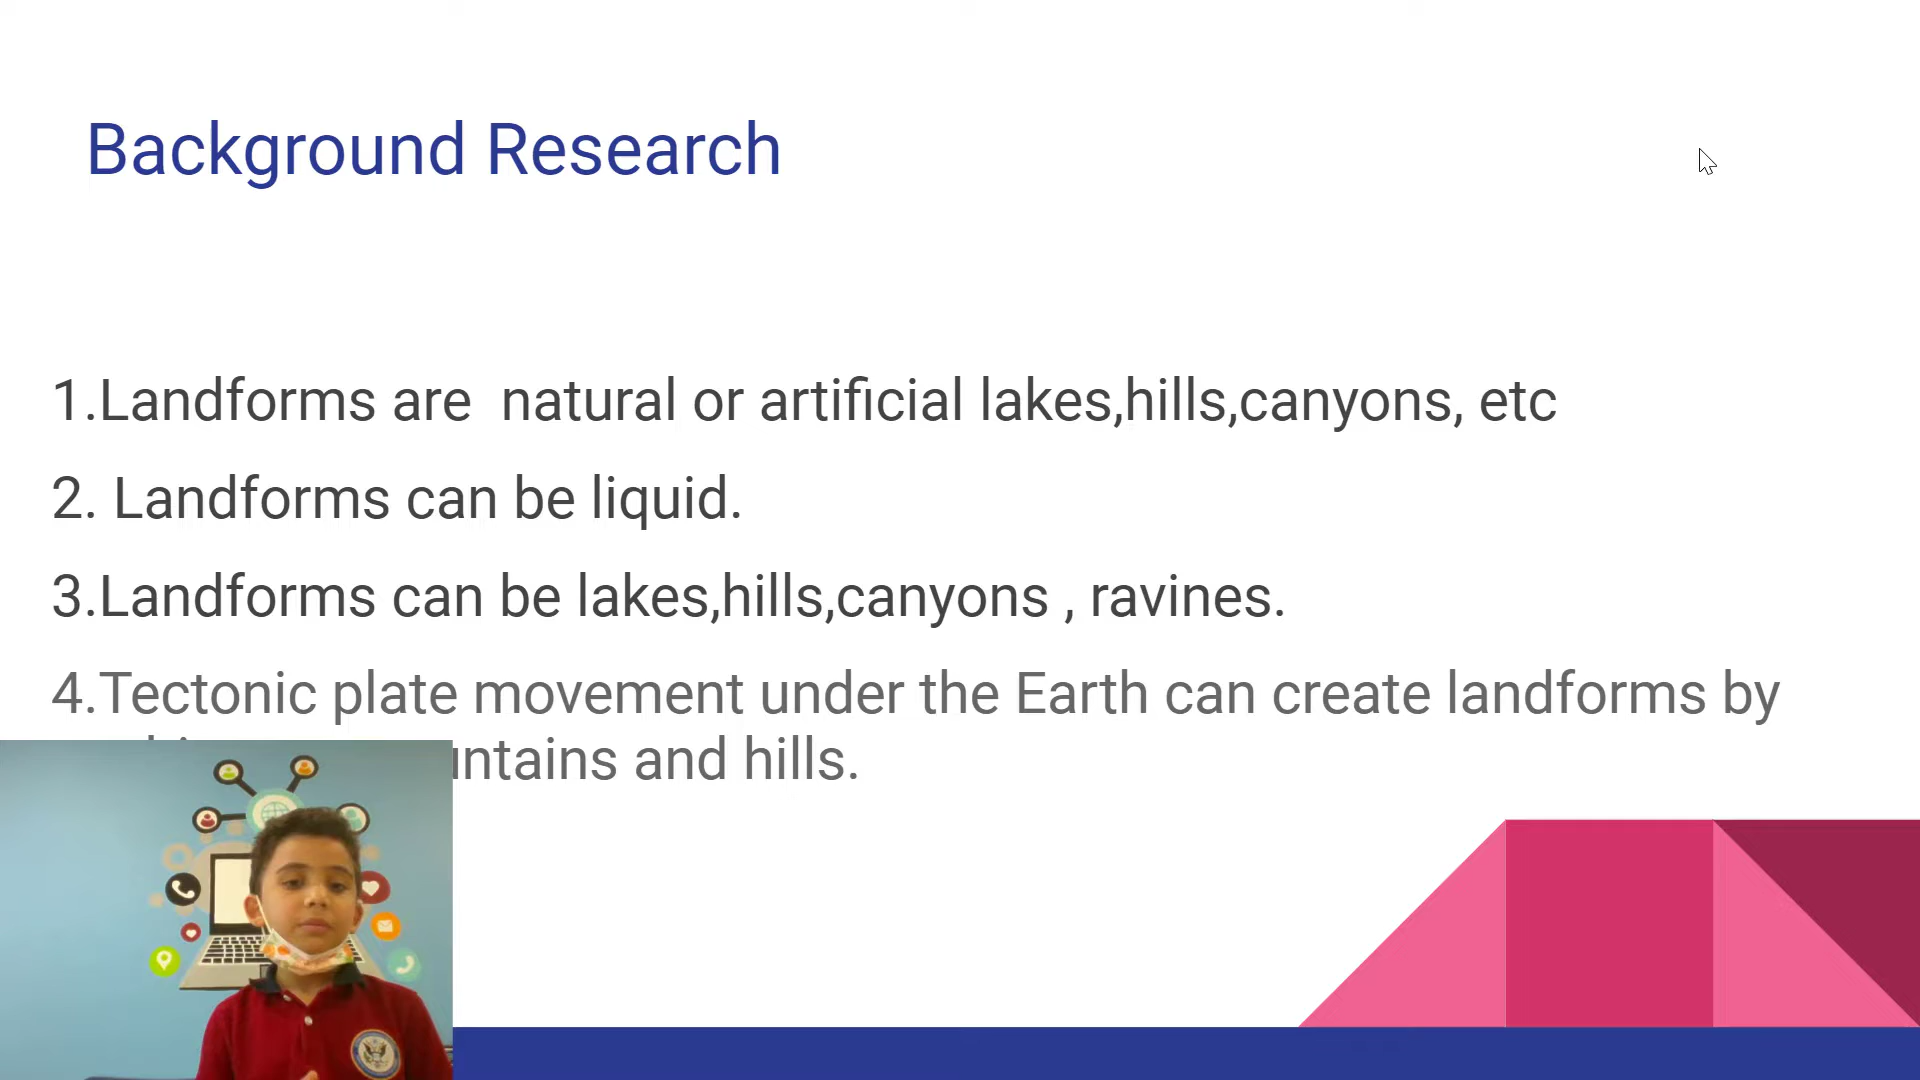 Background Research
1.Landforms are  natural or artificial lakes,hills,canyons, etc
2. Landforms can be liquid.
3.Landforms can be lakes,hills,canyons , ravines.
4.Tectonic plate movement under the Earth can create landforms by
and hills.